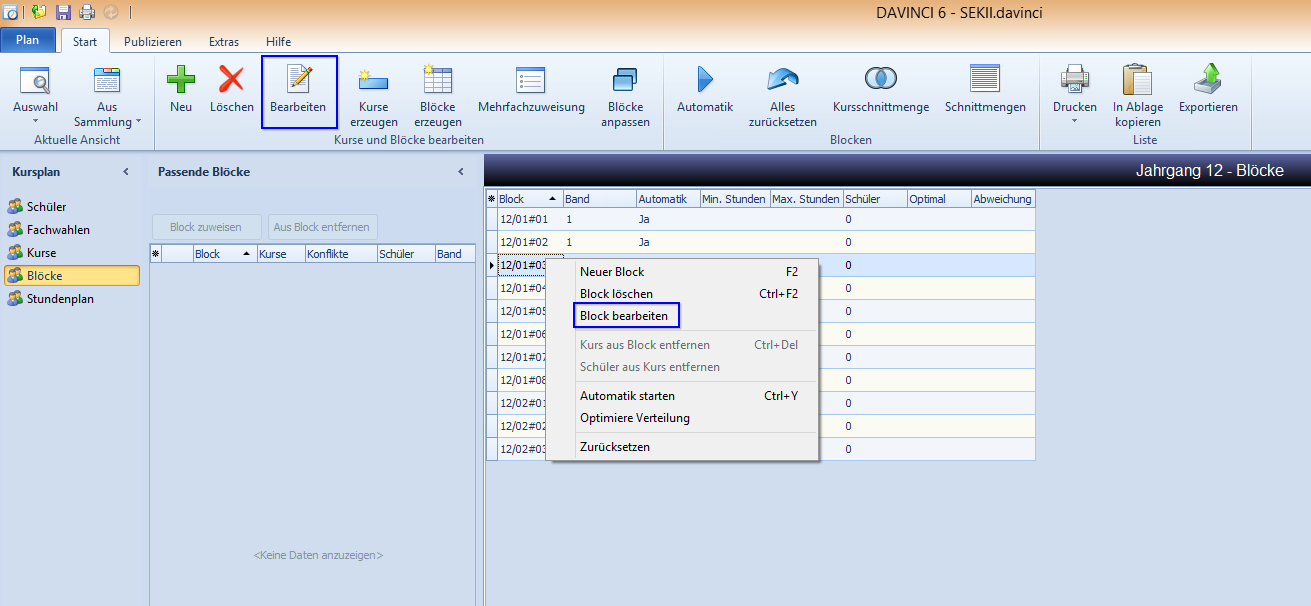 DAVINCI 6 - SEKII.davinci
Plan Start Publizieren Extras Hilfe
Auswahl
Aus Sammlung
Neu
Löschen
Bearbeiten
Kurse erzeugen
Blöcke erzeugen
Mehrfachzuweisung
Blöcke anpassen
Automatik
Alles zurücksetzen
Kursschnittmenge
Schnittmengen
Drucken
In Ablage kopieren
Exportieren
Aktuelle Ansicht
Kurse und Blöcke bearbeiten
Blocken
Liste
Kursplan
Schüler
Fachwahlen
Kurse
Blöcke
Stundenplan
Passende Blöcke
Block zuweisen Aus Block entfernen
Block Kurse Konflikte Schüler Band
<Keine Daten anzuzeigen>
Jahrgang 12 - Blöcke
Block Band Automatik Min. Stunden Max. Stunden Schüler Optimal Abweichung
12/01#01 1 Ja 0
12/01#02 1 Ja 0
12/01#03 0
12/01#04 0
12/01#05 0
12/01#06 0
12/01#07 0
12/01#08 0
12/02#01 0
12/02#02 0
12/02#03 0
Neuer Block F2
Block löschen Ctrl+F2
Block bearbeiten
Kurs aus Block entfernen Ctrl+Del
Schüler aus Kurs entfernen
Automatik starten Ctrl+Y
Optimiere Verteilung
Zurücksetzen